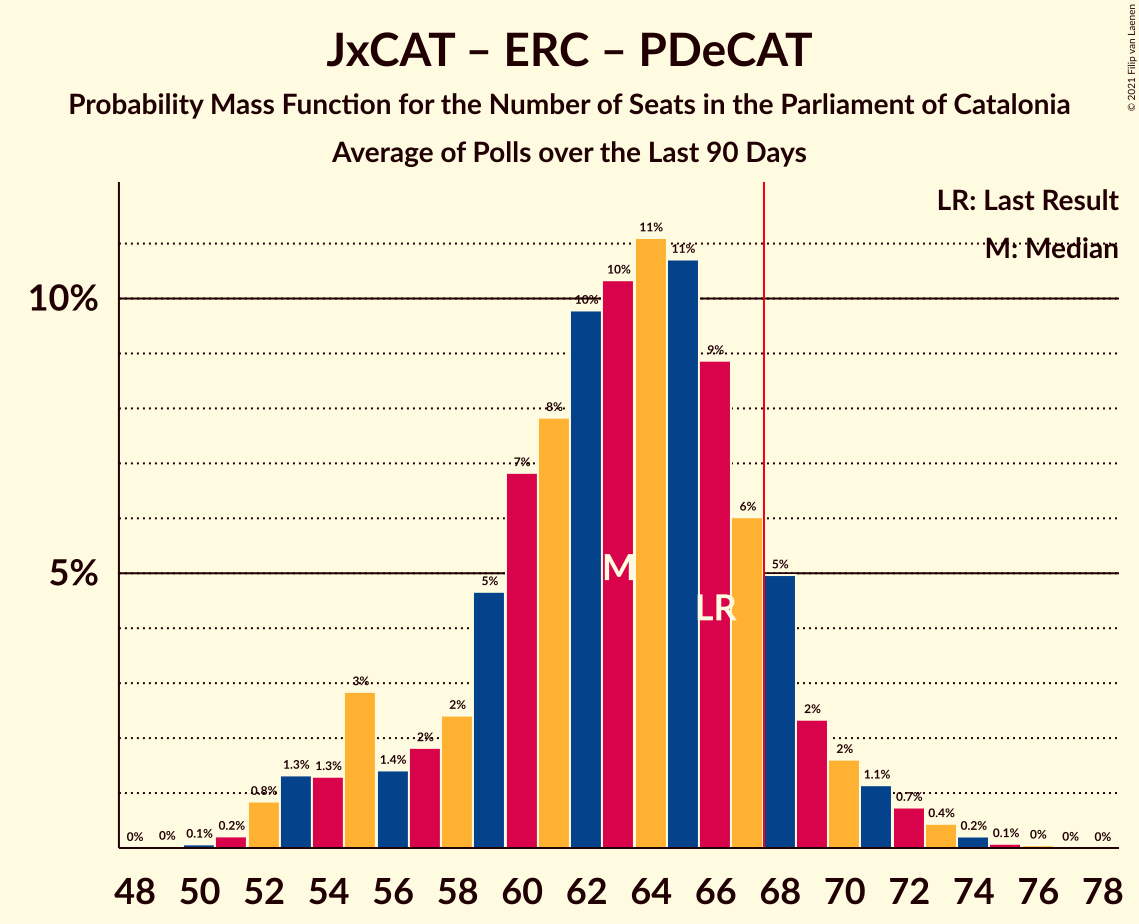 JxCAT – ERC – PDeCAT
Probability Mass Function for the Number of Seats in the Parliament of Catalonia
Average of Polls over the Last 90 Days
© 2021 Filip van Laenen
LR: Last Result
M: Median
10%
5%
0% 0% 0.1% 0.2% 0.8% 1.3% 1.3% 3% 1.4% 2% 2% 5% 7% 8% 10% 10% 11% 11% 9% 6% 5% 2% 2% 1.1% 0.7% 0.4% 0.2% 0.1% 0% 0% 0%
M
LR
48 50 52 54 56 58 60 62 64 66 68 70 72 74 76 78